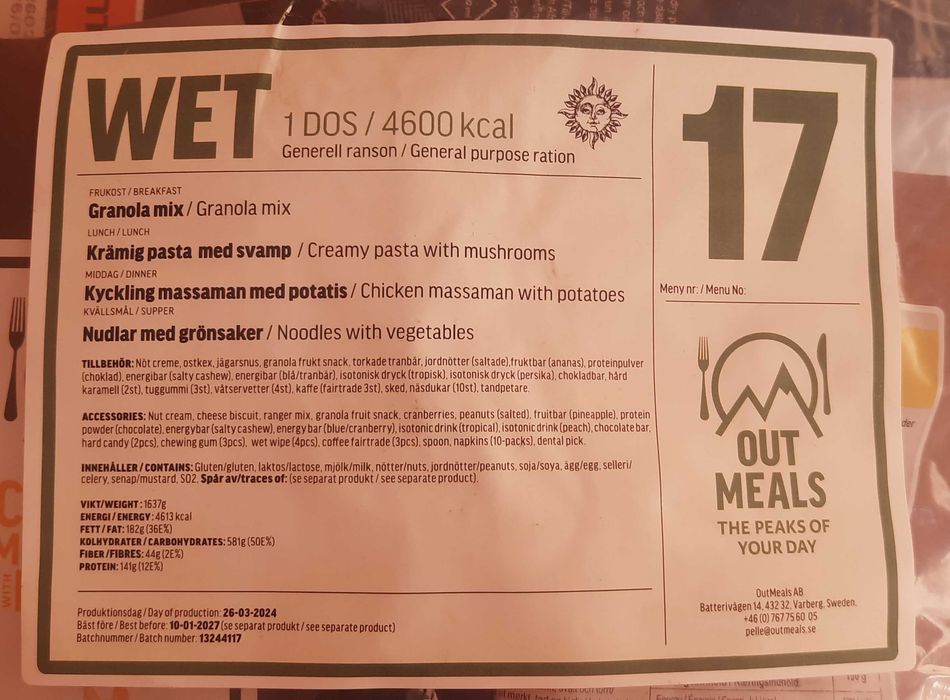 WET
1 DOS / 4600 kcal
Generell ranson / General purpose ration
FRUKOST / BREAKFAST
Granola mix / Granola mix
LUNCH / LUNCH
Krämig pasta med svamp / Creamy pasta with mushrooms
MIDDAG / DINNER
Kyckling massaman med potatis / Chicken massaman with potatoes
KVÄLLSMÅL / SUPPER
Nudlar med grönsaker / Noodles with vegetables
TILLBEHÖR: Nöt creme, ostkex, jägarsnus, granola frukt snack, torkade tranbär, jordnötter (saltade),fruktbar (ananas), proteinpulver
(choklad), energibar (salty cashew), energibar (blå/tranbär), isotonisk dryck (tropisk), isotonisk dryck (persika), chokladbar, hård
karamell (2st), tuggummi (3st), våtservetter (4st), kaffe (fairtrade 3st), sked, näsdukar (10st), tandpetare.
ACCESSORIES: Nut cream, cheese biscuit, ranger mix, granola fruit snack, cranberries, peanuts (salted), fruitbar (pineapple), protein
powder (chocolate), energybar (salty cashew), energy bar (blue/cranberry), isotonic drink (tropical), isotonic drink (peach), chocolate bar,
hard candy (2pcs), chewing gum (3pcs), wet wipe (4pcs), coffee fairtrade (3pcs), spoon, napkins (10-packs), dental pick.
INNEHÅLLER / CONTAINS: Gluten/gluten, laktos/lactose, mjölk/milk, nötter/nuts, jordnötter/peanuts, soja/soya, ägg/egg, selleri/
celery, senap/mustard, SO2. Spår av/traces of: (se separat produkt / see separate product).
VIKT/WEIGHT: 1637g
ENERGI / ENERGY: 4613 kcal
FETT / FAT: 182g (36E%)
KOLHYDRATER / CARBOHYDRATES: 581g (50E%)
FIBER /FIBRES: 44g (2E%)
PROTEIN: 141g (12E%)
Produktionsdag / Day of production: 26-03-2024
Bäst före / Best before: 10-01-2027 (se separat produkt / see separate product)
Batchnummer / Batch number: 13244117
17
Meny nr: / Menu No:
OUT
MEALS
THE PEAKS OF
YOUR DAY
OutMeals AB
Batterivägen 14, 432 32, Varberg, Sweden.
+46 (0) 767 75 60 05
pelle@outmeals.se
WITH